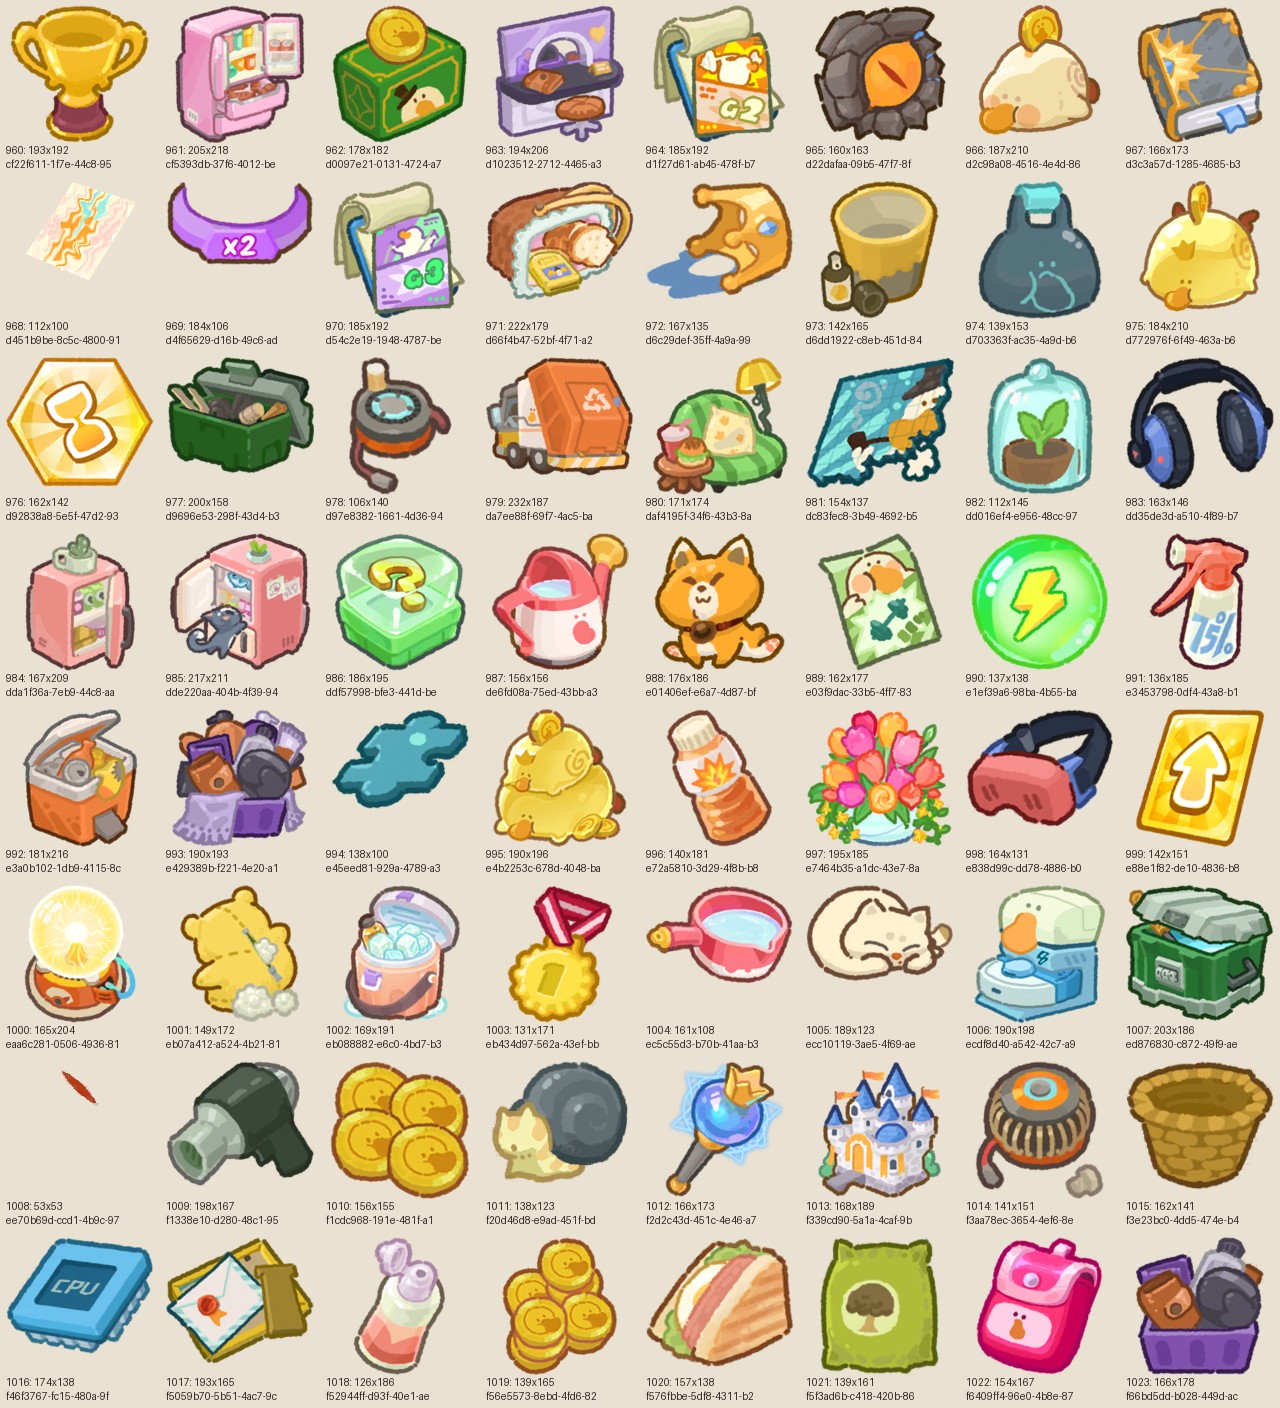 960: 193x192
cf22f611-1f7e-44c8-95
961: 205x218
cf5393db-37f6-4012-be
962: 178x182
d0097e21-0131-4724-a7
963: 194x206
d1023512-2712-4465-a3
G2
964: 185x192
d1f27d61-ab45-478f-b7
965: 160x163
d22dafaa-09b5-47f7-8f
966: 187x210
d2c98a08-4516-4e4d-86
967: 166x173
d3c3a57d-1285-4685-b3
968: 112x100
d451b9be-8c5c-4800-91
x2
969: 184x106
d4f65629-d16b-49c6-ad
G3
970: 185x192
d54c2e19-1948-4787-be
971: 222x179
d66f4b47-52bf-4f71-a2
972: 167x135
d6c29def-35ff-4a9a-99
973: 142x165
d6dd1922-c8eb-451d-84
974: 139x153
d703363f-ac35-4a9d-b6
975: 184x210
d772976f-6f49-463a-b6
976: 162x142
d92838a8-5e5f-47d2-93
977: 200x158
d9696e53-298f-43d4-b3
978: 106x140
d97e8382-1661-4d36-94
979: 232x187
da7ee88f-69f7-4ac5-ba
980: 171x174
daf4195f-34f6-43b3-8a
981: 154x137
dc83fec8-3b49-4692-b5
982: 112x145
dd016ef4-e956-48cc-97
983: 163x146
dd35de3d-a510-4f89-b7
984: 167x209
dda1f36a-7eb9-44c8-aa
985: 217x211
dde220aa-404b-4f39-94
?
986: 186x195
ddf57998-bfe3-441d-be
987: 156x156
de6fd08a-75ed-43bb-a3
988: 176x186
e01406ef-e6a7-4d87-bf
989: 162x177
e03f9dac-33b5-4ff7-83
990: 137x138
e1ef39a6-98ba-4b55-ba
75%
991: 136x185
e3453798-0df4-43a8-b1
992: 181x216
e3a0b102-1db9-4115-8c
993: 190x193
e429389b-f221-4e20-a1
994: 138x100
e45eed81-929a-4789-a3
995: 190x196
e4b2253c-678d-4048-ba
996: 140x181
e72a5810-3d29-4f8b-b8
997: 195x185
e7464b35-a1dc-43e7-8a
998: 164x131
e838d99c-dd78-4886-b0
999: 142x151
e88e1f82-de10-4836-b8
1000: 165x204
eaa6c281-0506-4936-81
1001: 149x172
eb07a412-a524-4b21-81
1002: 169x191
eb088882-e6c0-4bd7-b3
1
1003: 131x171
eb434d97-562a-43ef-bb
1004: 161x108
ec5c55d3-b70b-41aa-b3
1005: 189x123
ecc10119-3ae5-4f69-ae
1006: 190x198
ecdf8d40-a542-42c7-a9
1007: 203x186
ed876830-c872-49f9-ae
1008: 53x53
ee70b69d-ccd1-4b9c-97
1009: 198x167
f1338e10-d280-48c1-95
1010: 156x155
f1cdc968-191e-481f-a1
1011: 138x123
f20d46d8-e9ad-451f-bd
1012: 166x173
f2d2c43d-451c-4e46-a7
1013: 168x189
f339cd90-5a1a-4caf-9b
1014: 141x151
f3aa78ec-3654-4ef6-8e
1015: 162x141
f3e23bc0-4dd5-474e-b4
CPU
1016: 174x138
f46f3767-fc15-480a-9f
1017: 193x165
f5059b70-5b51-4ac7-9c
1018: 126x186
f52944ff-d93f-40e1-ae
1019: 139x165
f56e5573-8ebd-4fd6-82
1020: 157x138
f576fbbe-5df8-4311-b2
1021: 139x161
f5f3ad6b-c418-420b-86
1022: 154x167
f6409ff4-96e0-4b8e-87
1023: 166x178
f66bd5dd-b028-449d-ac